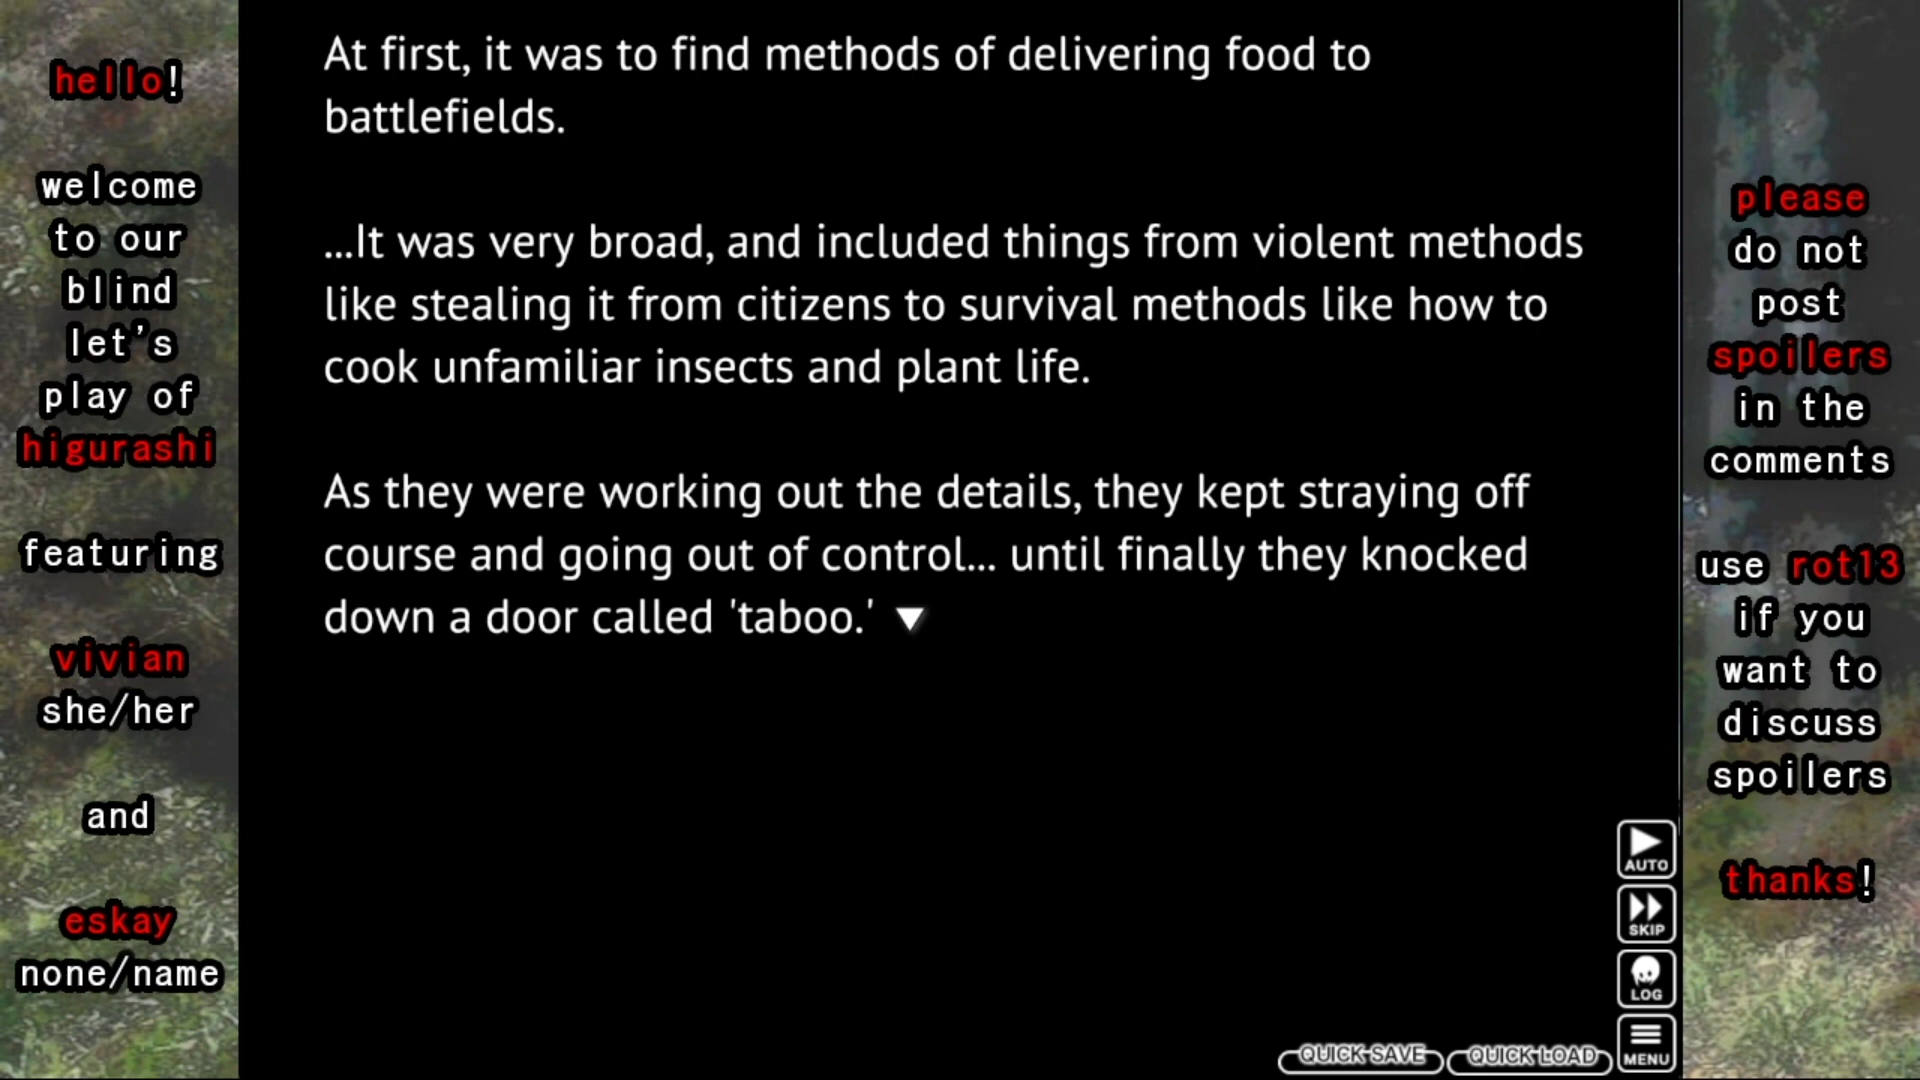 hello!
welcome
to our
blind
let's
play of
higurashi
featuring
vivian
she/her
and
eskay
none/name
At first, it was to find methods of delivering food to
battlefields.
...It was very broad, and included things from violent methods
like stealing it from citizens to survival methods like how to
cook unfamiliar insects and plant life.
As they were working out the details, they kept straying off
course and going out of control... until finally they knocked
down a door called 'taboo.'
AUTO
SKIP
LOG
MENU
QUICK SAVE
QUICK LOAD
please
do not
post
spoilers
in the
comments
use rot13
if you
want to
discuss
spoilers
thanks!